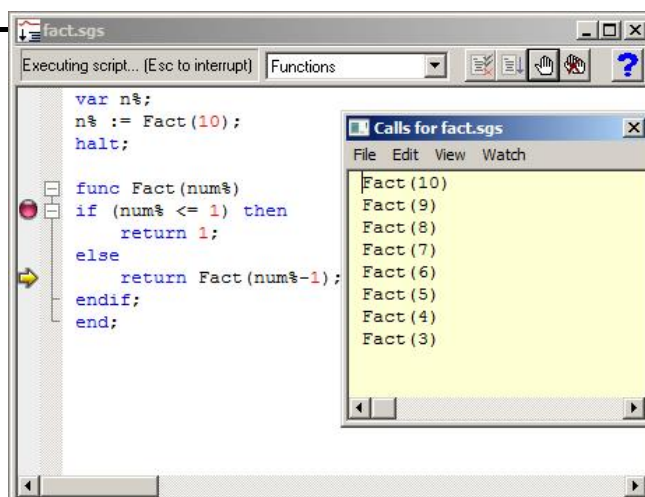 fact.sgs
Executing script... (Esc to interrupt) Functions ?
var n%;
n% := Fact(10);
halt;
func Fact(num%)
if (num% <= 1) then
return 1;
else
return Fact(num%-1);
endif;
end;
Calls for fact.sgs
File Edit View Watch
Fact(10)
Fact(9)
Fact(8)
Fact(7)
Fact(6)
Fact(5)
Fact(4)
Fact(3)